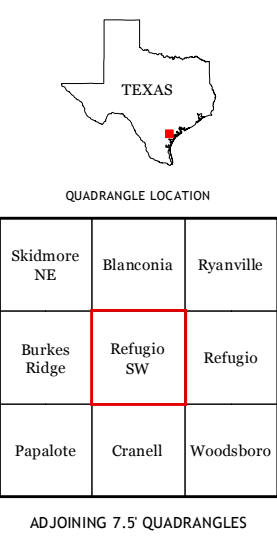 TEXAS
QUADRANGLE LOCATION
Skidmore
NE
Blanconia
Ryanville
Burkes
Ridge
Refugio
SW
Refugio
Papalote
Cranell
Woodsboro
ADJOINING 7.5' QUADRANGLES